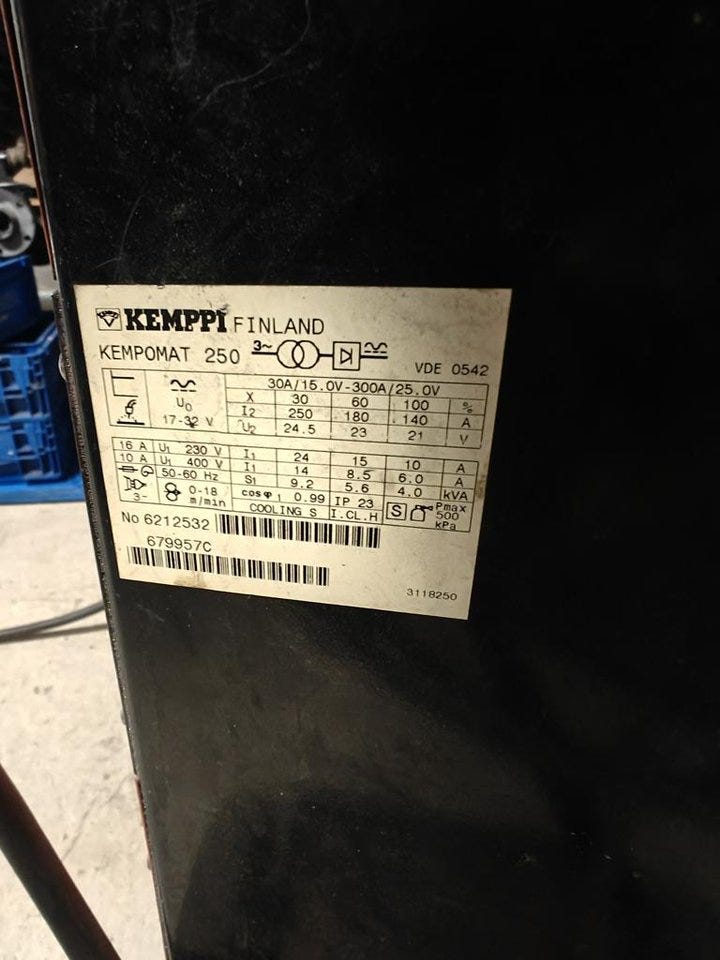 KEMPPI FINLAND
KEMPOMAT 250 3~ VDE 0542
30A/15.0V-300A/25.0V
U0 X 30 60 100 %
17-32 V I2 250 180 140 A
U2 24.5 23 21 V
16 A U1 230 V I1 24 15 10 A
10 A U1 400 V I1 14 8.5 6.0 A
50-60 Hz S1 9.2 5.6 4.0 kVA
3~ 0-18 m/min cos φ 1 0.99 IP 23 S Pmax 500 kPa
COOLING S I.CL.H
No 6212532
679957C
3118250